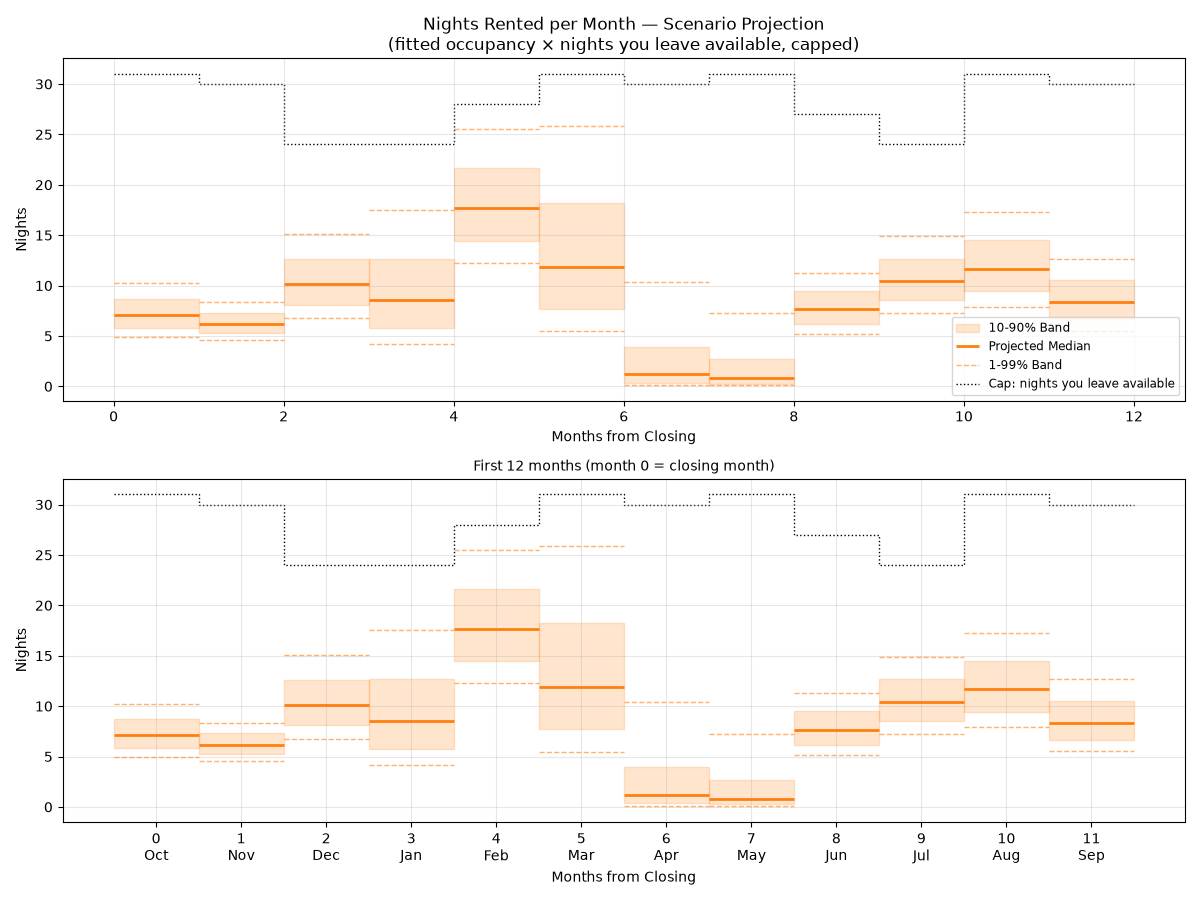 Nights Rented per Month — Scenario Projection
(fitted occupancy × nights you leave available, capped)
30
25
20
15
10
5
0
Nights
10-90% Band
Projected Median
1-99% Band
Cap: nights you leave available
0 2 4 6 8 10 12
Months from Closing
First 12 months (month 0 = closing month)
30
25
20
15
10
5
0
Nights
0 1 2 3 4 5 6 7 8 9 10 11
Oct Nov Dec Jan Feb Mar Apr May Jun Jul Aug Sep
Months from Closing